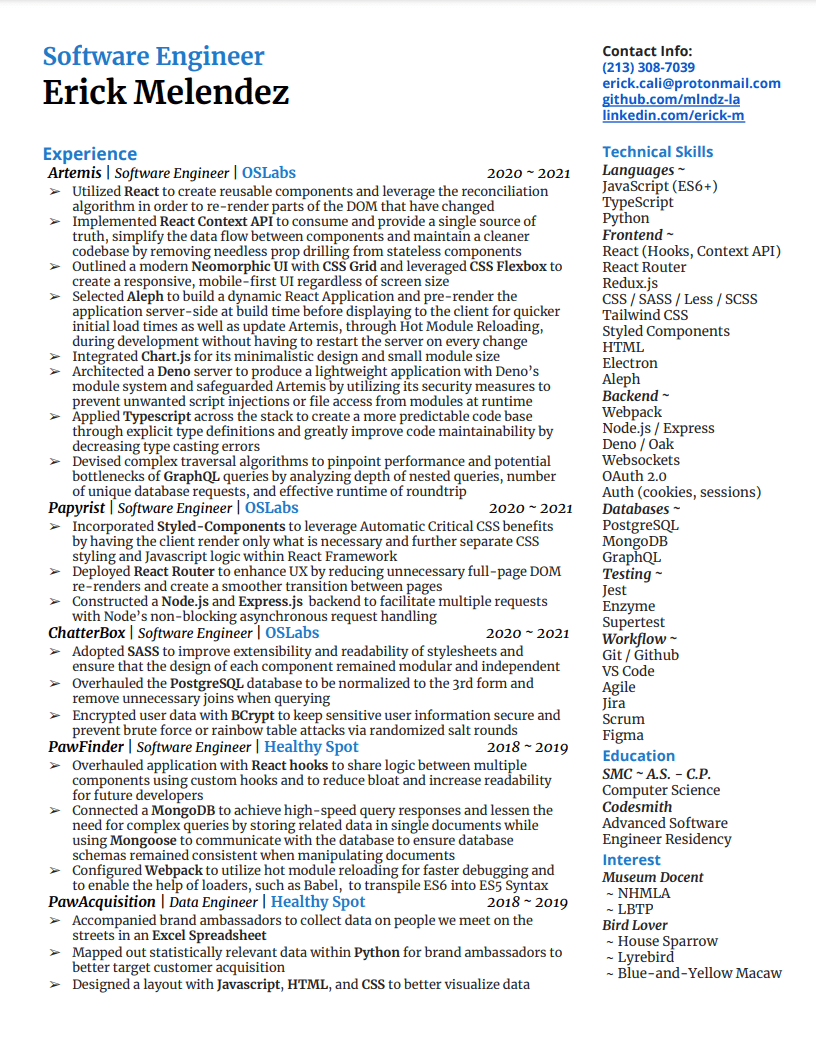 Software Engineer
Erick Melendez
Experience
Artemis | Software Engineer | OSLabs 2020 ~ 2021
➢ Utilized React to create reusable components and leverage the reconciliation
algorithm in order to re-render parts of the DOM that have changed
➢ Implemented React Context API to consume and provide a single source of
truth, simplify the data flow between components and maintain a cleaner
codebase by removing needless prop drilling from stateless components
➢ Outlined a modern Neomorphic UI with CSS Grid and leveraged CSS Flexbox to
create a responsive, mobile-first UI regardless of screen size
➢ Selected Aleph to build a dynamic React Application and pre-render the
application server-side at build time before displaying to the client for quicker
initial load times as well as update Artemis, through Hot Module Reloading,
during development without having to restart the server on every change
➢ Integrated Chart.js for its minimalistic design and small module size
➢ Architected a Deno server to produce a lightweight application with Deno's
module system and safeguarded Artemis by utilizing its security measures to
prevent unwanted script injections or file access from modules at runtime
➢ Applied Typescript across the stack to create a more predictable code base
through explicit type definitions and greatly improve code maintainability by
decreasing type casting errors
➢ Devised complex traversal algorithms to pinpoint performance and potential
bottlenecks of GraphQL queries by analyzing depth of nested queries, number
of unique database requests, and effective runtime of roundtrip
Papyrist | Software Engineer | OSLabs 2020 ~ 2021
➢ Incorporated Styled-Components to leverage Automatic Critical CSS benefits
by having the client render only what is necessary and further separate CSS
styling and Javascript logic within React Framework
➢ Deployed React Router to enhance UX by reducing unnecessary full-page DOM
re-renders and create a smoother transition between pages
➢ Constructed a Node.js and Express.js backend to facilitate multiple requests
with Node's non-blocking asynchronous request handling
ChatterBox | Software Engineer | OSLabs 2020 ~ 2021
➢ Adopted SASS to improve extensibility and readability of stylesheets and
ensure that the design of each component remained modular and independent
➢ Overhauled the PostgreSQL database to be normalized to the 3rd form and
remove unnecessary joins when querying
➢ Encrypted user data with BCrypt to keep sensitive user information secure and
prevent brute force or rainbow table attacks via randomized salt rounds
PawFinder | Software Engineer | Healthy Spot 2018 ~ 2019
➢ Overhauled application with React hooks to share logic between multiple
components using custom hooks and to reduce bloat and increase readability
for future developers
➢ Connected a MongoDB to achieve high-speed query responses and lessen the
need for complex queries by storing related data in single documents while
using Mongoose to communicate with the database to ensure database
schemas remained consistent when manipulating documents
➢ Configured Webpack to utilize hot module reloading for faster debugging and
to enable the help of loaders, such as Babel, to transpile ES6 into ES5 Syntax
PawAcquisition | Data Engineer | Healthy Spot 2018 ~ 2019
➢ Accompanied brand ambassadors to collect data on people we meet on the
streets in an Excel Spreadsheet
➢ Mapped out statistically relevant data within Python for brand ambassadors to
better target customer acquisition
➢ Designed a layout with Javascript, HTML, and CSS to better visualize data
Contact Info:
(213) 308-7039
erick.cali@protonmail.com
github.com/mlndz-la
linkedin.com/erick-m
Technical Skills
Languages ~
JavaScript (ES6+)
TypeScript
Python
Frontend ~
React (Hooks, Context API)
React Router
Redux.js
CSS / SASS / Less / SCSS
Tailwind CSS
Styled Components
HTML
Electron
Aleph
Backend ~
Webpack
Node.js / Express
Deno / Oak
Websockets
OAuth 2.0
Auth (cookies, sessions)
Databases ~
PostgreSQL
MongoDB
GraphQL
Testing ~
Jest
Enzyme
Supertest
Workflow ~
Git / Github
VS Code
Agile
Jira
Scrum
Figma
Education
SMC ~ A.S. - C.P.
Computer Science
Codesmith
Advanced Software
Engineer Residency
Interest
Museum Docent
~ NHMLA
~ LBTP
Bird Lover
~ House Sparrow
~ Lyrebird
~ Blue-and-Yellow Macaw